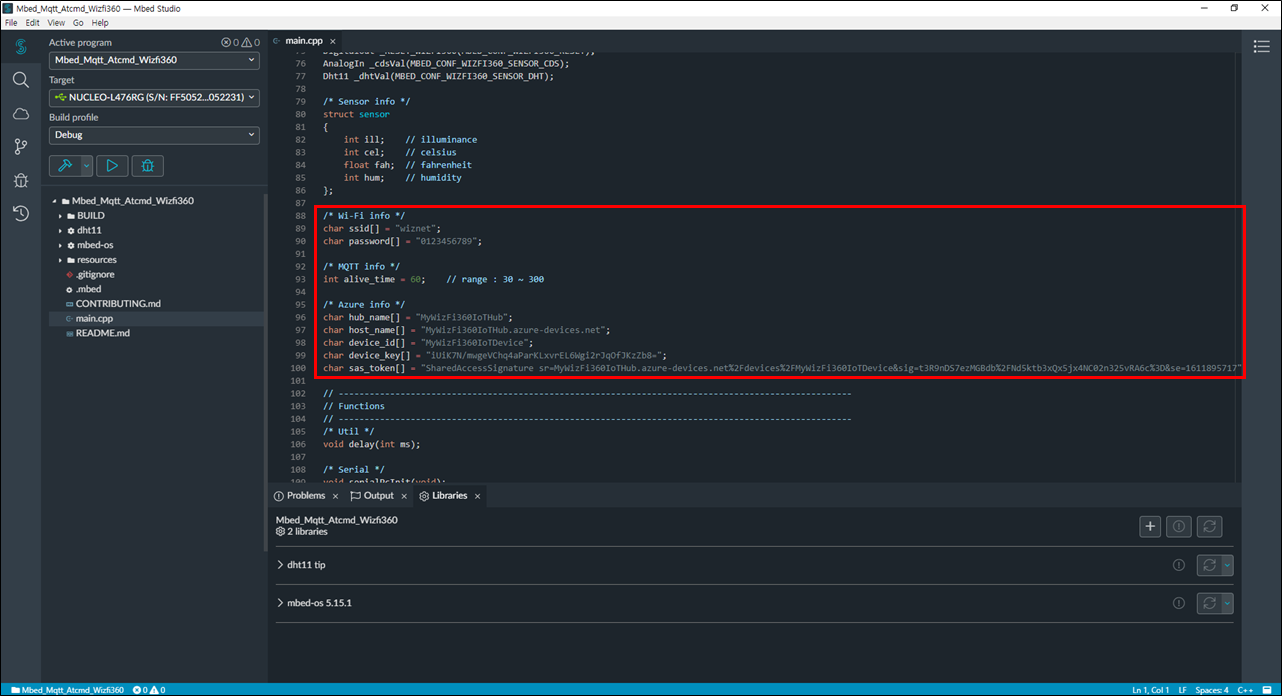 Mbed_Mqtt_Atcmd_Wizfi360 - Mbed Studio
File Edit View Go Help
Active program
0 0
Mbed_Mqtt_Atcmd_Wizfi360
Target
NUCLEO-L476RG (S/N: FF5052...052231)
Build profile
Debug
Mbed_Mqtt_Atcmd_Wizfi360
BUILD
dht11
mbed-os
resources
.gitignore
.mbed
CONTRIBUTING.md
main.cpp
README.md
main.cpp
75 DigitalOut _RESET_WizFi360(MBED_CONF_WIZFI360_RESET);
76 AnalogIn _cdsVal(MBED_CONF_WIZFI360_SENSOR_CDS);
77 Dht11 _dhtVal(MBED_CONF_WIZFI360_SENSOR_DHT);
78
79 /* Sensor info */
80 struct sensor
81 {
82 int ill; // illuminance
83 int cel; // celsius
84 float fah; // fahrenheit
85 int hum; // humidity
86 };
87
88 /* Wi-Fi info */
89 char ssid[] = "wiznet";
90 char password[] = "0123456789";
91
92 /* MQTT info */
93 int alive_time = 60; // range : 30 ~ 300
94
95 /* Azure info */
96 char hub_name[] = "MyWizFi360IoTHub";
97 char host_name[] = "MyWizFi360IoTHub.azure-devices.net";
98 char device_id[] = "MyWizFi360IoTDevice";
99 char device_key[] = "iUiK7N/mwgeVChq4aParKLxvrEL6Wgi2rJqOfJKzZb8=";
100 char sas_token[] = "SharedAccessSignature sr=MyWizFi360IoTHub.azure-devices.net%2Fdevices%2FMyWizFi360IoTDevice&sig=t3R9nDS7ezMGBdb%2FNd5ktb3xQxSjx4NC02n325vRA6c%3D&se=1611895717"
101
102 // ----------------------------------------------------------------------------------------------------
103 // Functions
104 // ----------------------------------------------------------------------------------------------------
105 /* Util */
106 void delay(int ms);
107
108 /* Serial */
109 void serialPcInit(void);
Problems Output Libraries
Mbed_Mqtt_Atcmd_Wizfi360
2 libraries
dht11 tip
mbed-os 5.15.1
Mbed_Mqtt_Atcmd_Wizfi360 0 0 Ln 1, Col 1 LF Spaces: 4 C++